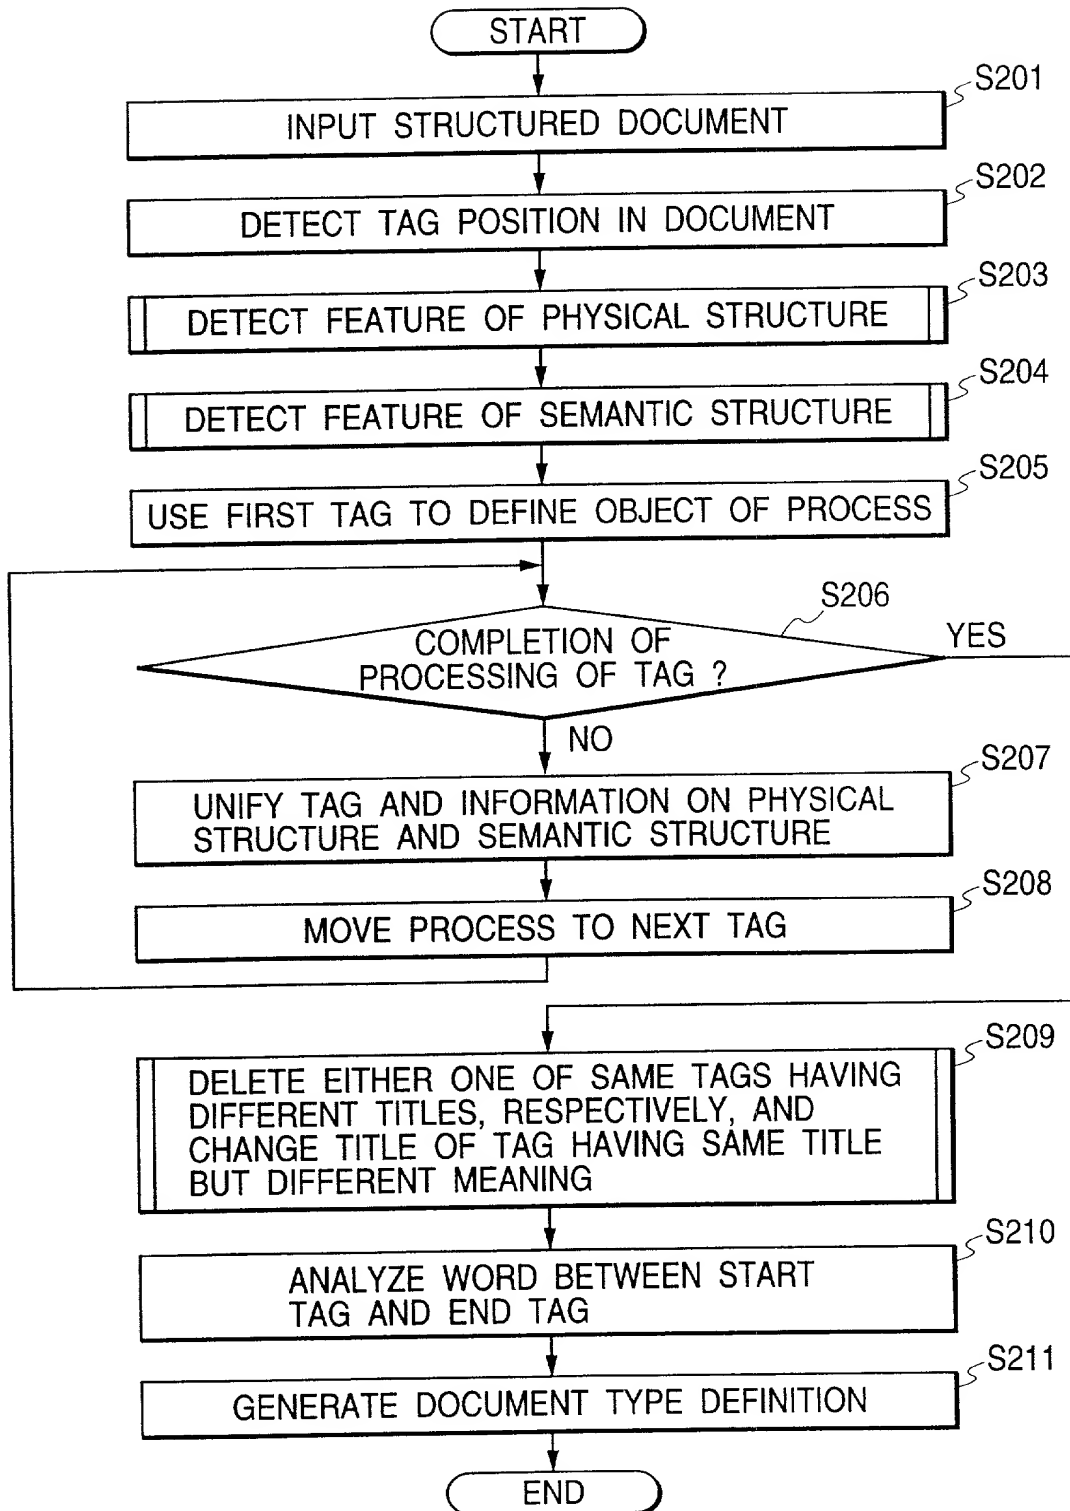 START
S201
INPUT STRUCTURED DOCUMENT
S202
DETECT TAG POSITION IN DOCUMENT
S203
DETECT FEATURE OF PHYSICAL STRUCTURE
S204
DETECT FEATURE OF SEMANTIC STRUCTURE
S205
USE FIRST TAG TO DEFINE OBJECT OF PROCESS
S206
COMPLETION OF
PROCESSING OF TAG ?
YES
NO
S207
UNIFY TAG AND INFORMATION ON PHYSICAL
STRUCTURE AND SEMANTIC STRUCTURE
S208
MOVE PROCESS TO NEXT TAG
S209
DELETE EITHER ONE OF SAME TAGS HAVING
DIFFERENT TITLES, RESPECTIVELY, AND
CHANGE TITLE OF TAG HAVING SAME TITLE
BUT DIFFERENT MEANING
S210
ANALYZE WORD BETWEEN START
TAG AND END TAG
S211
GENERATE DOCUMENT TYPE DEFINITION
END